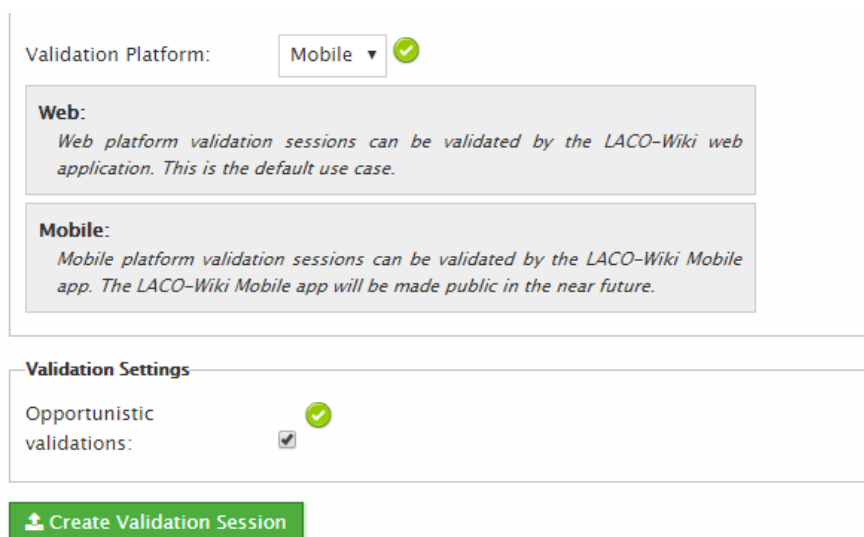 Validation Platform: Mobile
Web:
Web platform validation sessions can be validated by the LACO-Wiki web
application. This is the default use case.
Mobile:
Mobile platform validation sessions can be validated by the LACO-Wiki Mobile
app. The LACO-Wiki Mobile app will be made public in the near future.
Validation Settings
Opportunistic
validations:
Create Validation Session